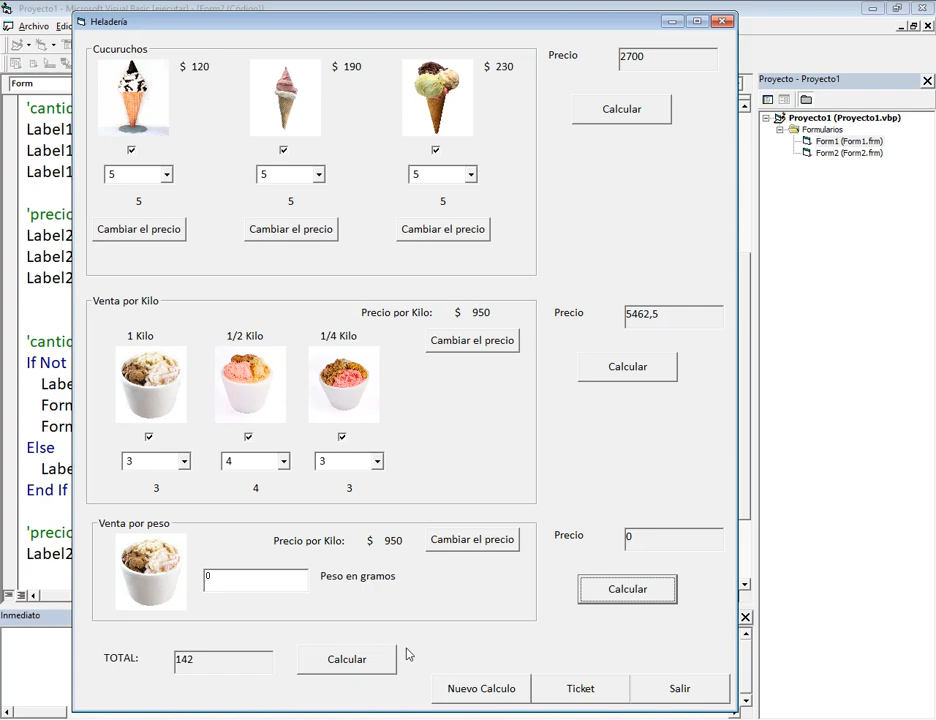 Proyecto1 - Microsoft Visual Basic [ejecutar] - [Form2 (Código)]
Archivo
Heladería
Form
'cantic
Label1
Label1
Label1
'precio
Label2
Label2
Label2
'cantic
If Not
Labe
Form
Form
Else
Labe
End If
'precio
Label2
Inmediato
Cucuruchos
$ 120
$ 190
$ 230
5
5
5
5
5
5
Cambiar el precio
Cambiar el precio
Cambiar el precio
Precio
2700
Calcular
Venta por Kilo
Precio por Kilo:
$ 950
Cambiar el precio
1 Kilo
1/2 Kilo
1/4 Kilo
3
4
3
3
4
3
Precio
5462,5
Calcular
Venta por peso
Precio por Kilo:
$ 950
Cambiar el precio
0
Peso en gramos
Precio
0
Calcular
TOTAL:
142
Calcular
Nuevo Calculo
Ticket
Salir
Proyecto - Proyecto1
Proyecto1 (Proyecto1.vbp)
Formularios
Form1 (Form1.frm)
Form2 (Form2.frm)